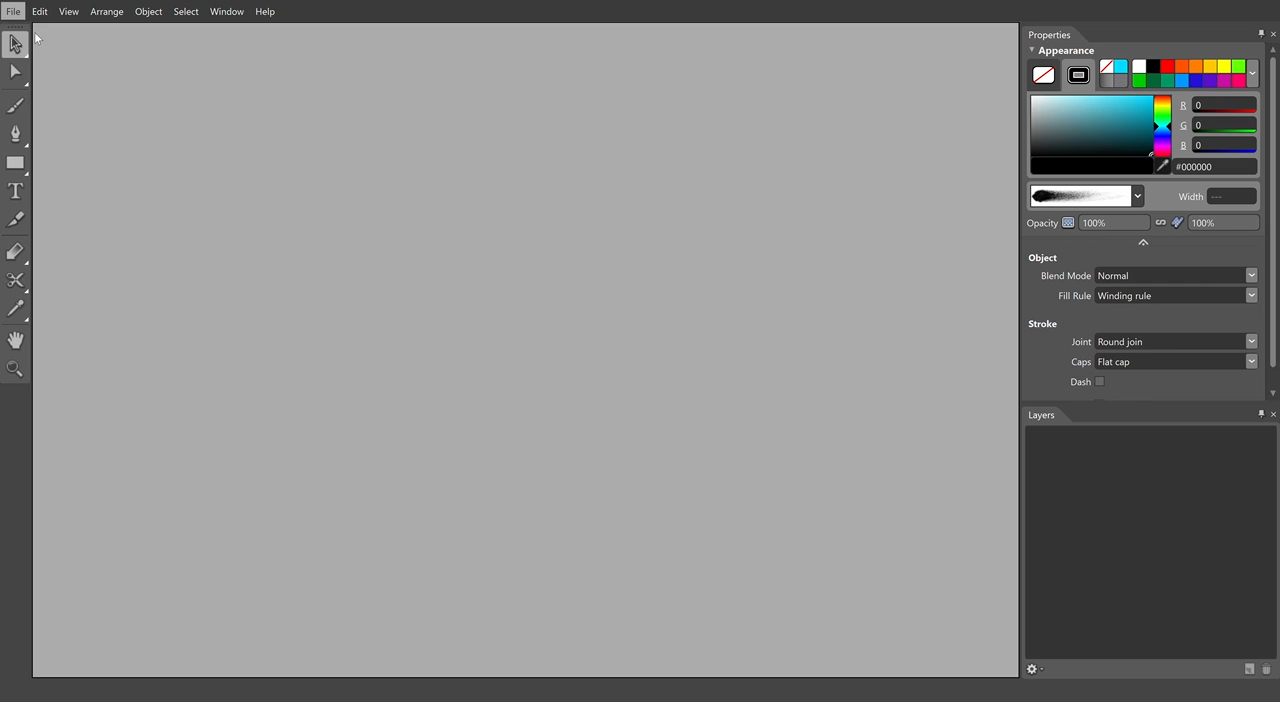 File Edit View Arrange Object Select Window Help
Properties
Appearance
R 0
G 0
B 0
#000000
Width ---
Opacity 100% 100%
Object
Blend Mode Normal
Fill Rule Winding rule
Stroke
Joint Round join
Caps Flat cap
Dash
Layers